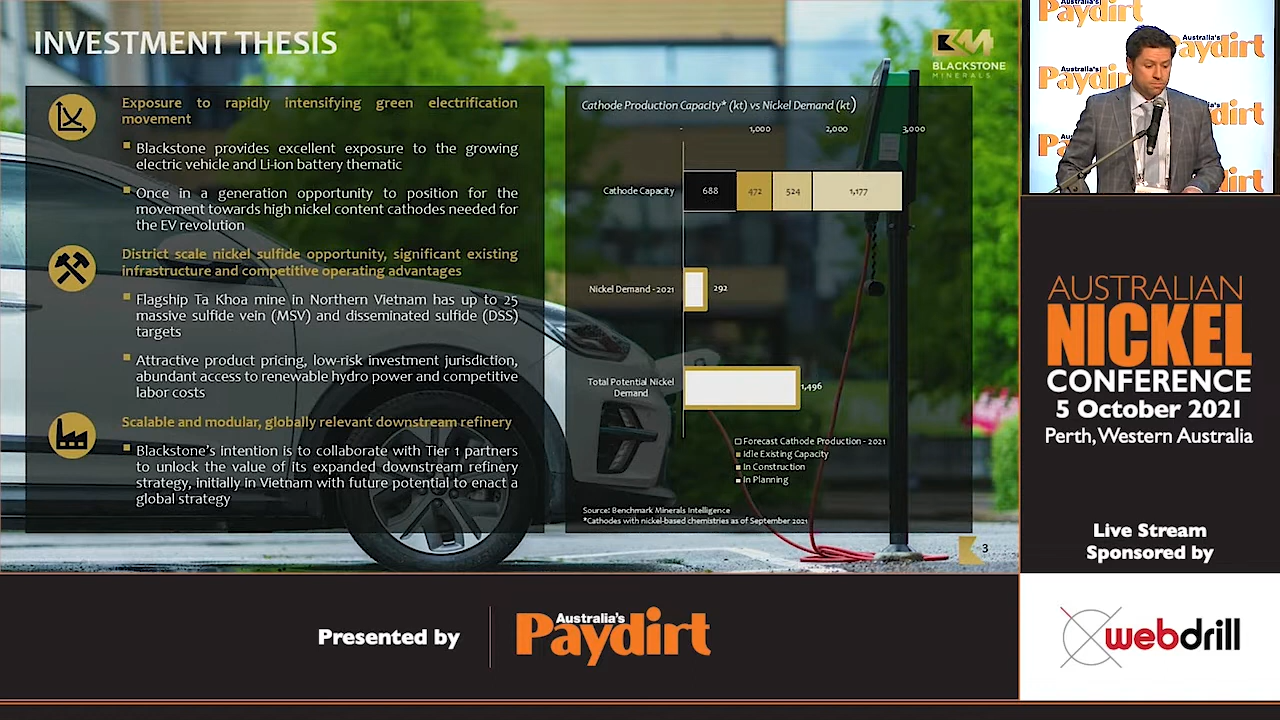 INVESTMENT THESIS
BLACKSTONE
MINERALS
Exposure to rapidly intensifying green electrification
movement
Blackstone provides excellent exposure to the growing
electric vehicle and Li-ion battery thematic
Once in a generation opportunity to position for the
movement towards high nickel content cathodes needed for
the EV revolution
District scale nickel sulfide opportunity, significant existing
infrastructure and competitive operating advantages
Flagship Ta Khoa mine in Northern Vietnam has up to 25
massive sulfide vein (MSV) and disseminated sulfide (DSS)
targets
Attractive product pricing, low-risk investment jurisdiction,
abundant access to renewable hydro power and competitive
labor costs
Scalable and modular, globally relevant downstream refinery
Blackstone's intention is to collaborate with Tier 1 partners
to unlock the value of its expanded downstream refinery
strategy, initially in Vietnam with future potential to enact a
global strategy
Cathode Production Capacity* (kt) vs Nickel Demand (kt)
- 1,000 2,000 3,000
Cathode Capacity 688 472 524 1,177
Nickel Demand - 2021 292
Total Potential Nickel
Demand
1,496
Forecast Cathode Production - 2021
Idle Existing Capacity
In Construction
In Planning
Source: Benchmark Minerals Intelligence
*Cathodes with nickel-based chemistries as of September 2021
3
Australia's
Paydirt
Australia's
Paydirt
Australia's
Paydirt
AUSTRALIAN
NICKEL
CONFERENCE
5 October 2021
Perth, Western Australia
Live Stream
Sponsored by
webdrill
Presented by
Australia's
Paydirt